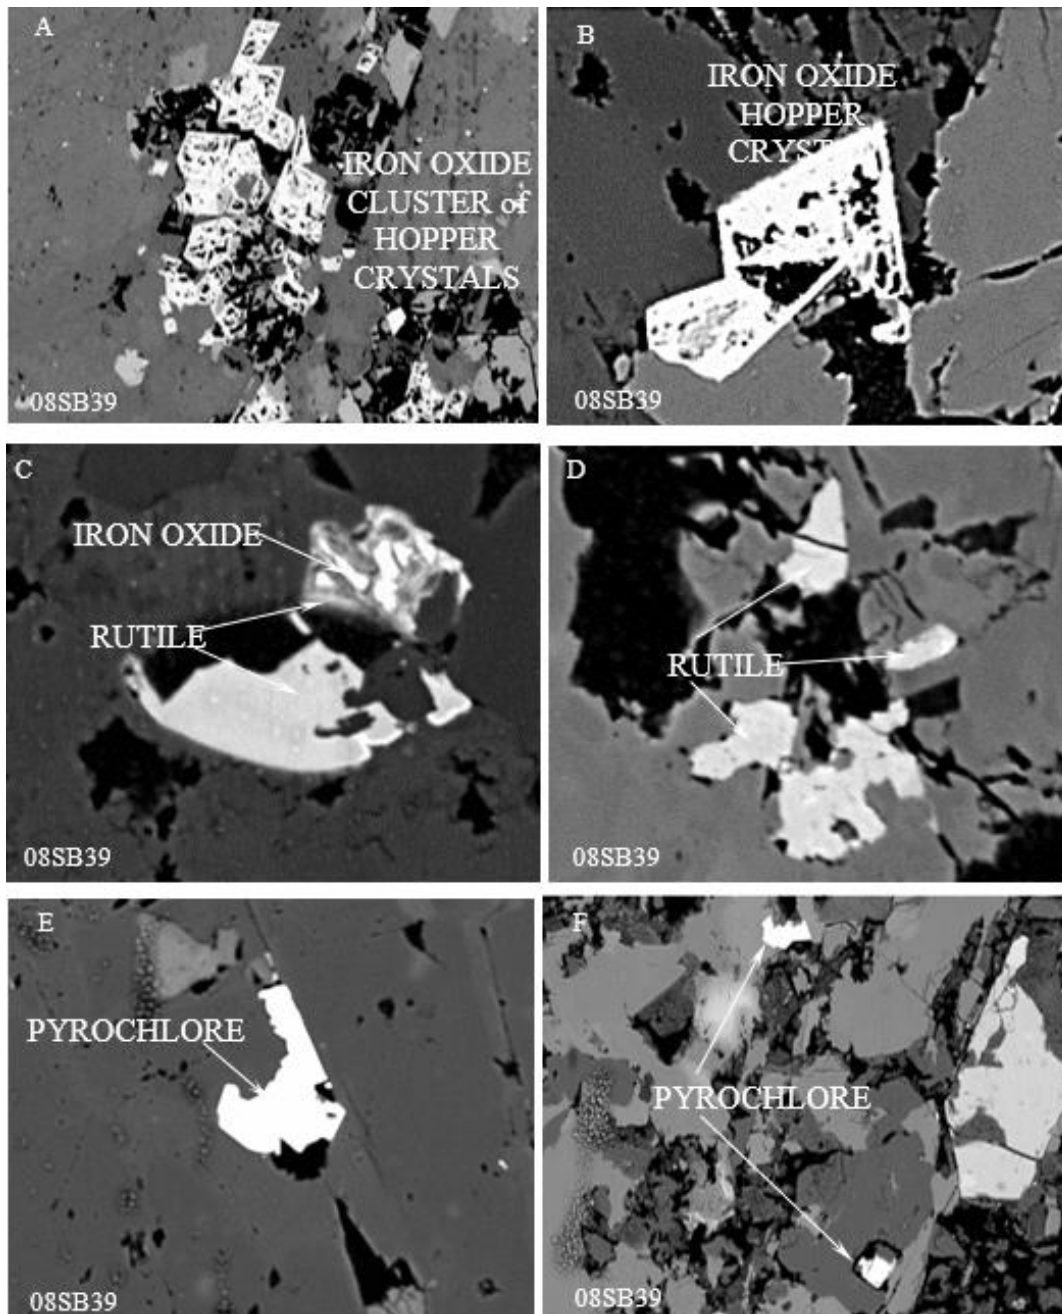 A
IRON OXIDE
CLUSTER of
HOPPER
CRYSTALS
08SB39
B
IRON OXIDE
HOPPER
CRYST
08SB39
C
IRON OXIDE
RUTILE
08SB39
D
RUTILE
08SB39
E
PYROCHLORE
08SB39
F
PYROCHLORE
08SB39